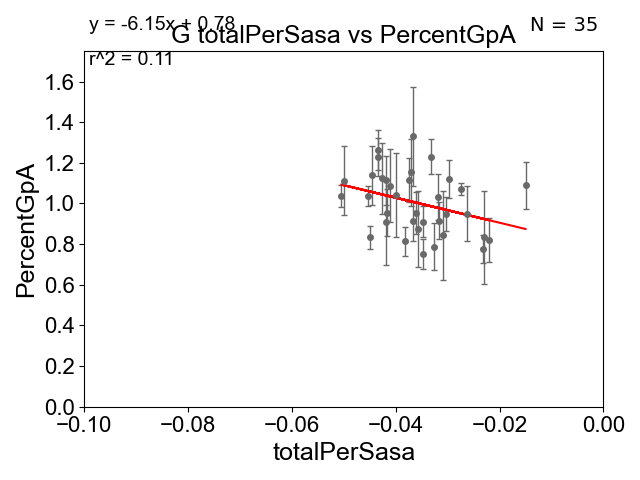 y = -6.15x + 0.78
N = 35
G totalPerSasa vs PercentGpA
r^2 = 0.11
PercentGpA
1.6
1.4
1.2
1.0
0.8
0.6
0.4
0.2
0.0
−0.10
−0.08
−0.06
−0.04
−0.02
0.00
totalPerSasa